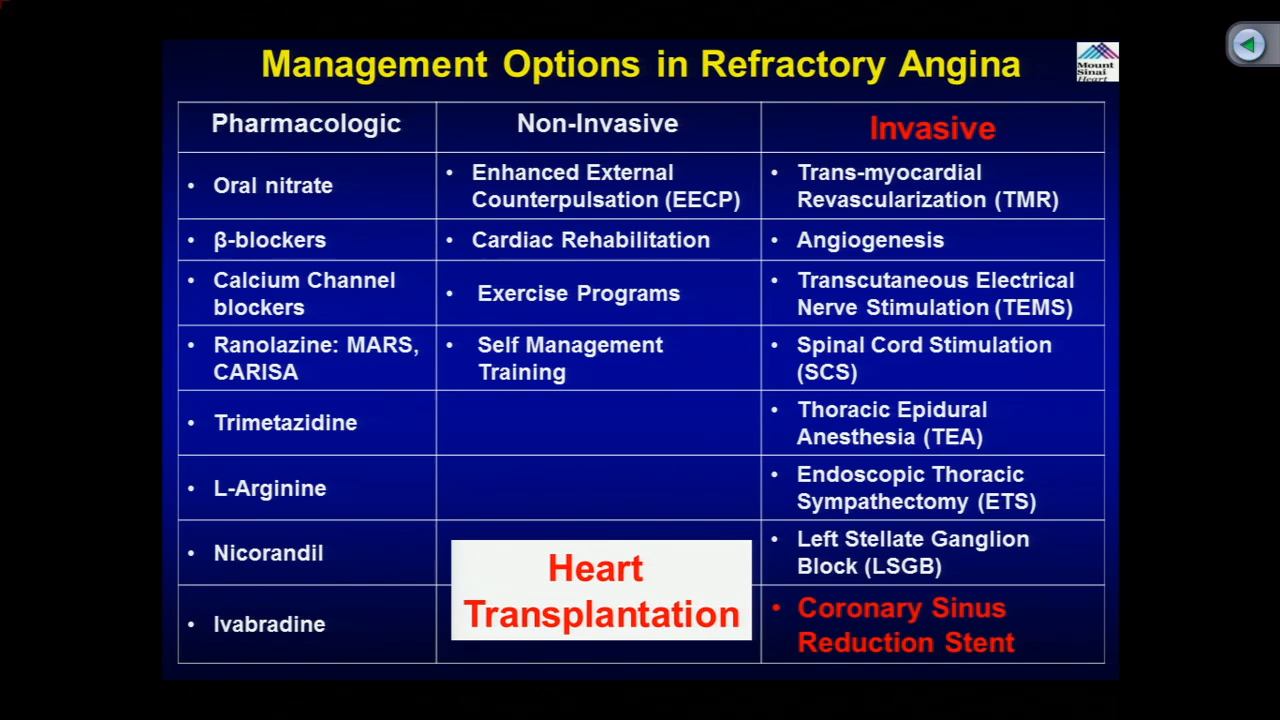 Management Options in Refractory Angina
Mount
Sinai
Heart
Pharmacologic
Non-Invasive
Invasive
• Oral nitrate
• Enhanced External
Counterpulsation (EECP)
• Trans-myocardial
Revascularization (TMR)
• β-blockers
• Cardiac Rehabilitation
• Angiogenesis
• Calcium Channel
blockers
• Exercise Programs
• Transcutaneous Electrical
Nerve Stimulation (TEMS)
• Ranolazine: MARS,
CARISA
• Self Management
Training
• Spinal Cord Stimulation
(SCS)
• Trimetazidine
• Thoracic Epidural
Anesthesia (TEA)
• L-Arginine
• Endoscopic Thoracic
Sympathectomy (ETS)
• Nicorandil
• Left Stellate Ganglion
Block (LSGB)
Heart
Transplantation
• Ivabradine
• Coronary Sinus
Reduction Stent